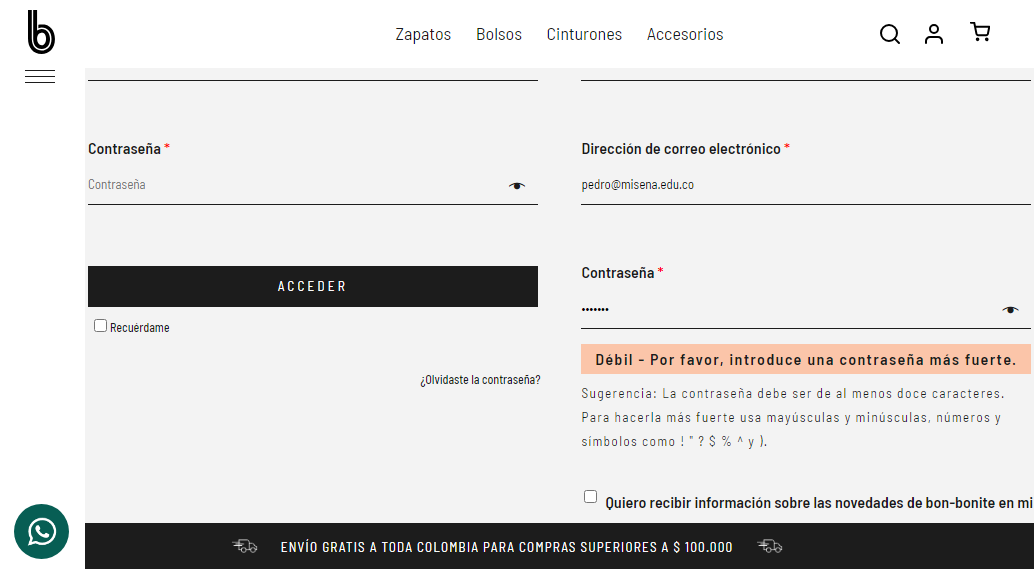 b
Zapatos Bolsos Cinturones Accesorios
Contraseña *
Contraseña
ACCEDER
Recuérdame
¿Olvidaste la contraseña?
Dirección de correo electrónico *
pedro@misena.edu.co
Contraseña *
•••••••
Débil - Por favor, introduce una contraseña más fuerte.
Sugerencia: La contraseña debe ser de al menos doce caracteres.
Para hacerla más fuerte usa mayúsculas y minúsculas, números y
símbolos como ! " ? $ % ^ y ).
Quiero recibir información sobre las novedades de bon-bonite en mi
ENVÍO GRATIS A TODA COLOMBIA PARA COMPRAS SUPERIORES A $ 100.000